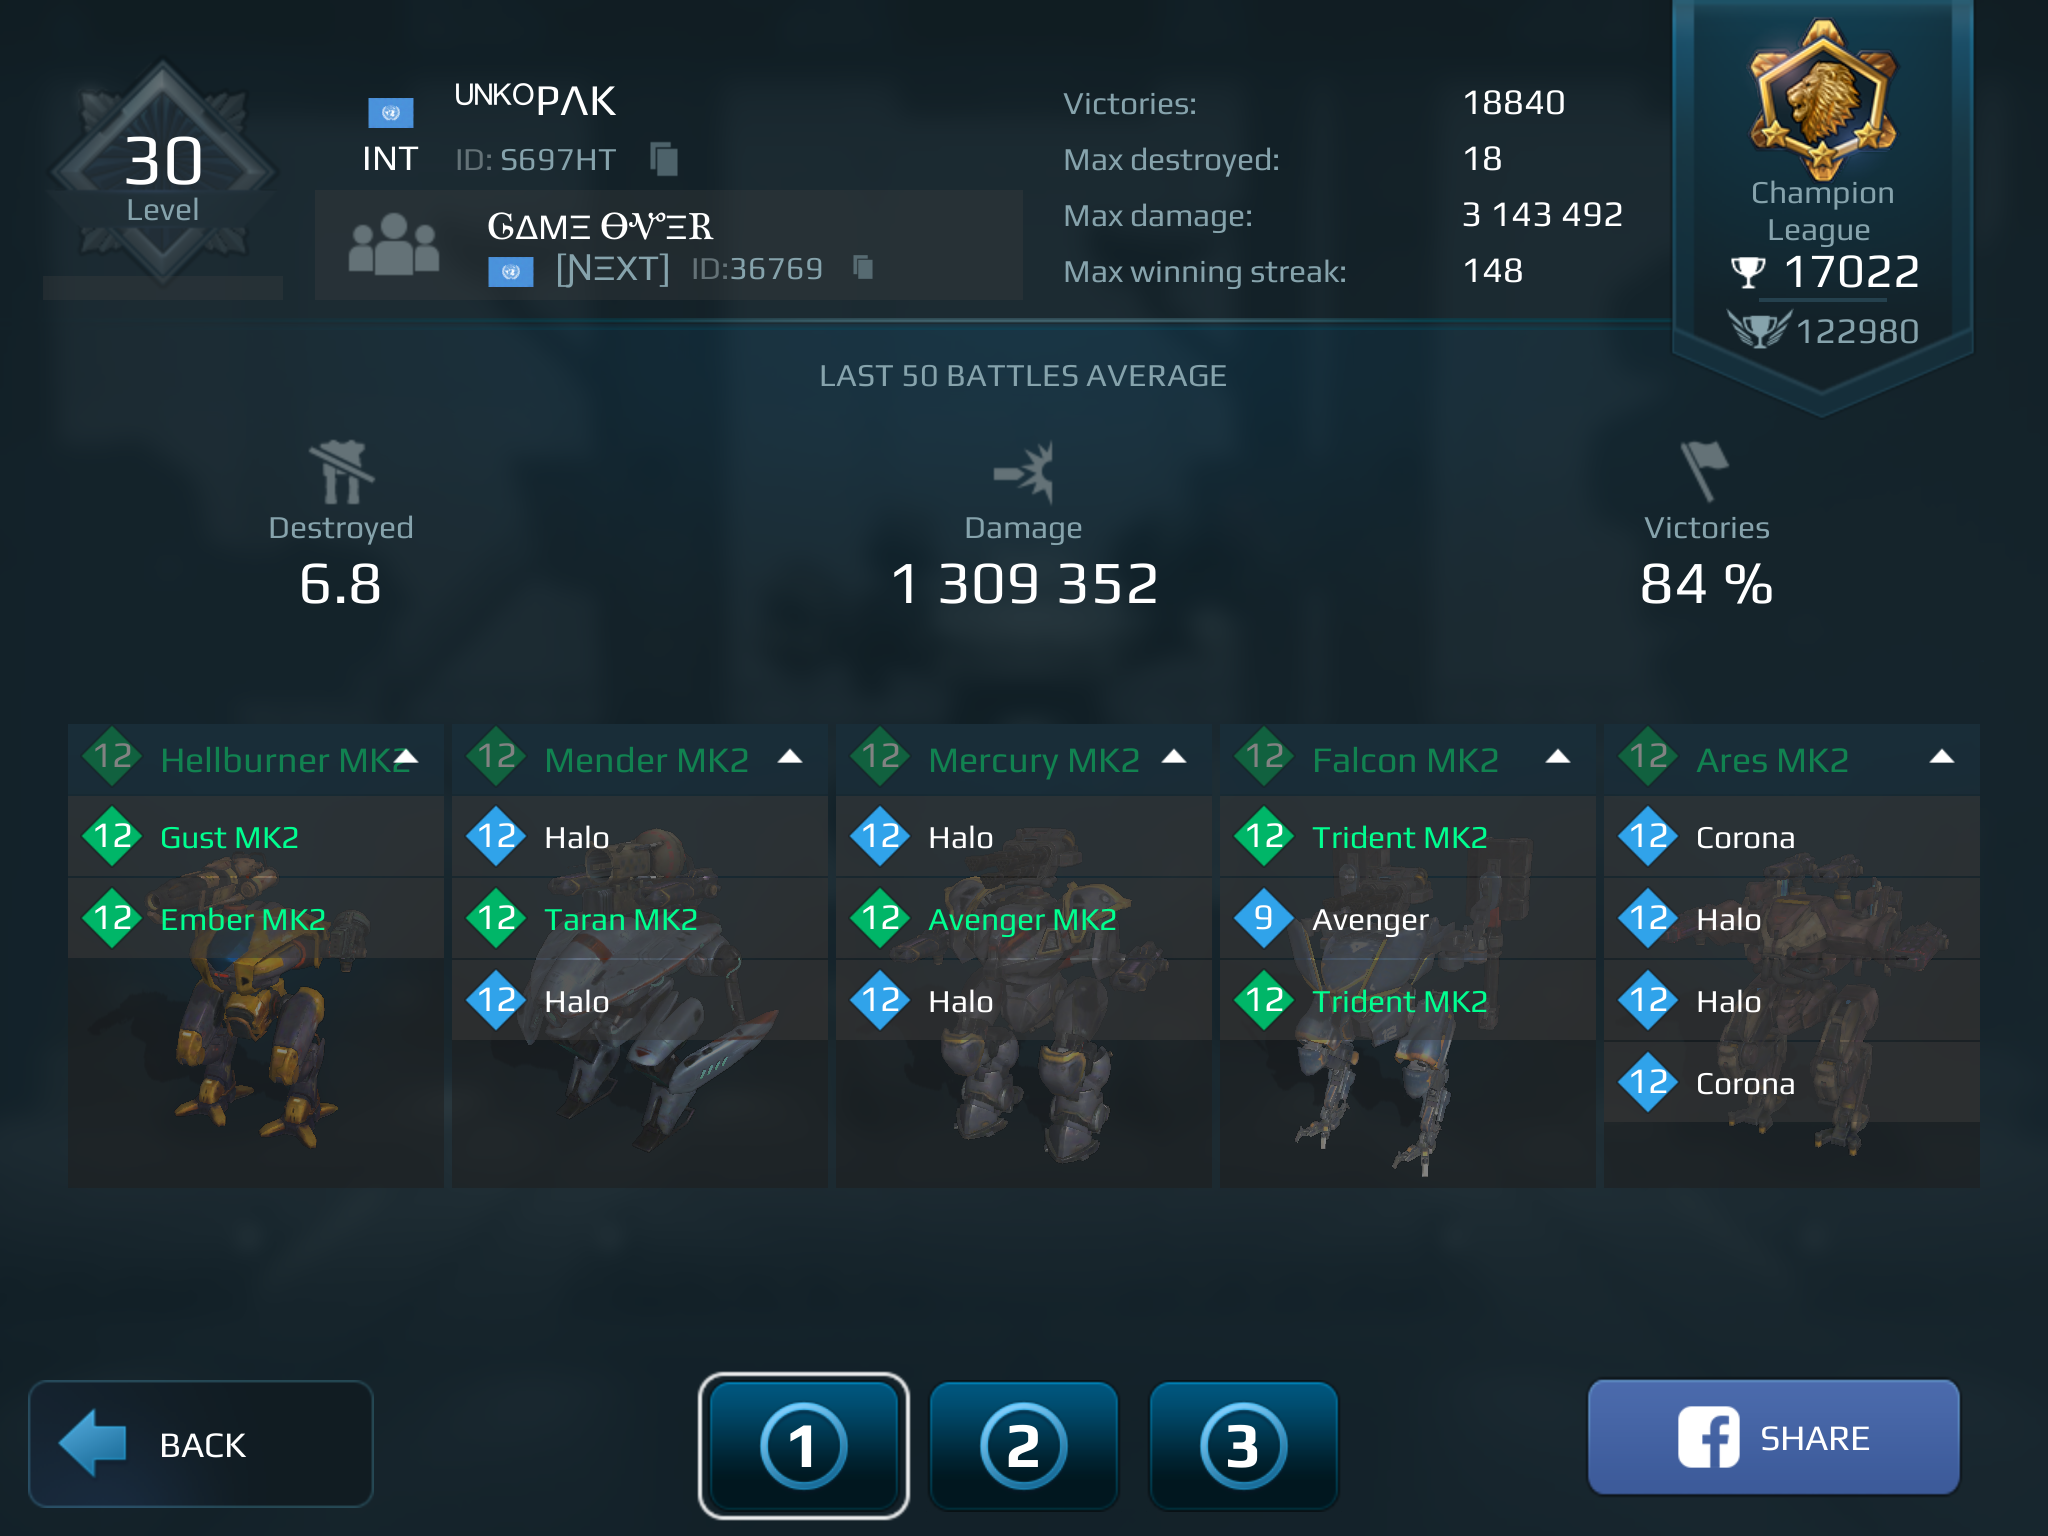 30
Level
INT
ᵁᴺᴷᴼPΛK
ID: S697HT
GΔMΞ ӨVΞR
[ƝΞXT] ID:36769
Victories: 18840
Max destroyed: 18
Max damage: 3 143 492
Max winning streak: 148
Champion
League
17022
122980
LAST 50 BATTLES AVERAGE
Destroyed
6.8
Damage
1 309 352
Victories
84 %
12 Hellburner MK2
12 Gust MK2
12 Ember MK2
12 Mender MK2
12 Halo
12 Taran MK2
12 Halo
12 Mercury MK2
12 Halo
12 Avenger MK2
12 Halo
12 Falcon MK2
12 Trident MK2
9 Avenger
12 Trident MK2
12 Ares MK2
12 Corona
12 Halo
12 Halo
12 Corona
BACK
1
2
3
SHARE